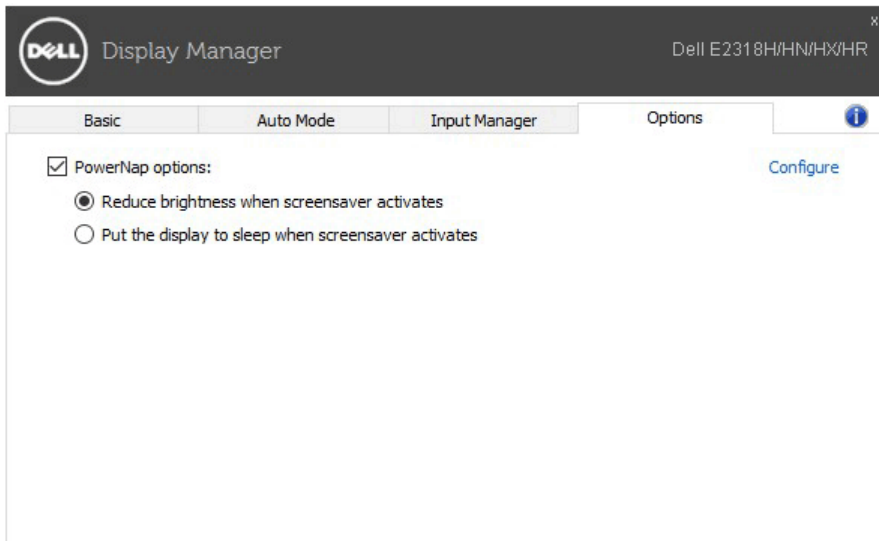 x
DELL Display Manager Dell E2318H/HN/HX/HR
Basic Auto Mode Input Manager Options i
PowerNap options: Configure
Reduce brightness when screensaver activates
Put the display to sleep when screensaver activates